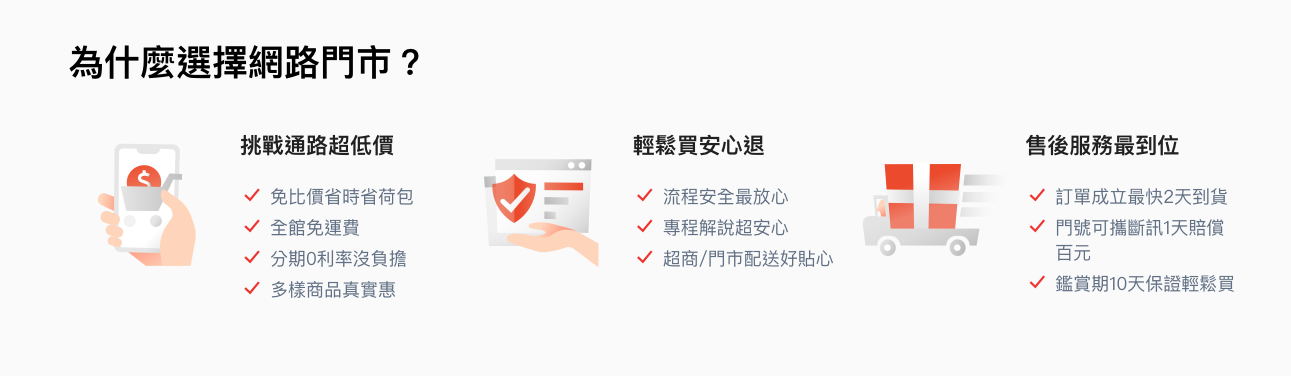 為什麼選擇網路門市？
挑戰通路超低價
免比價省時省荷包
全館免運費
分期0利率沒負擔
多樣商品真實惠
輕鬆買安心退
流程安全最放心
專程解說超安心
超商/門市配送好貼心
售後服務最到位
訂單成立最快2天到貨
門號可攜斷訊1天賠償
百元
鑑賞期10天保證輕鬆買